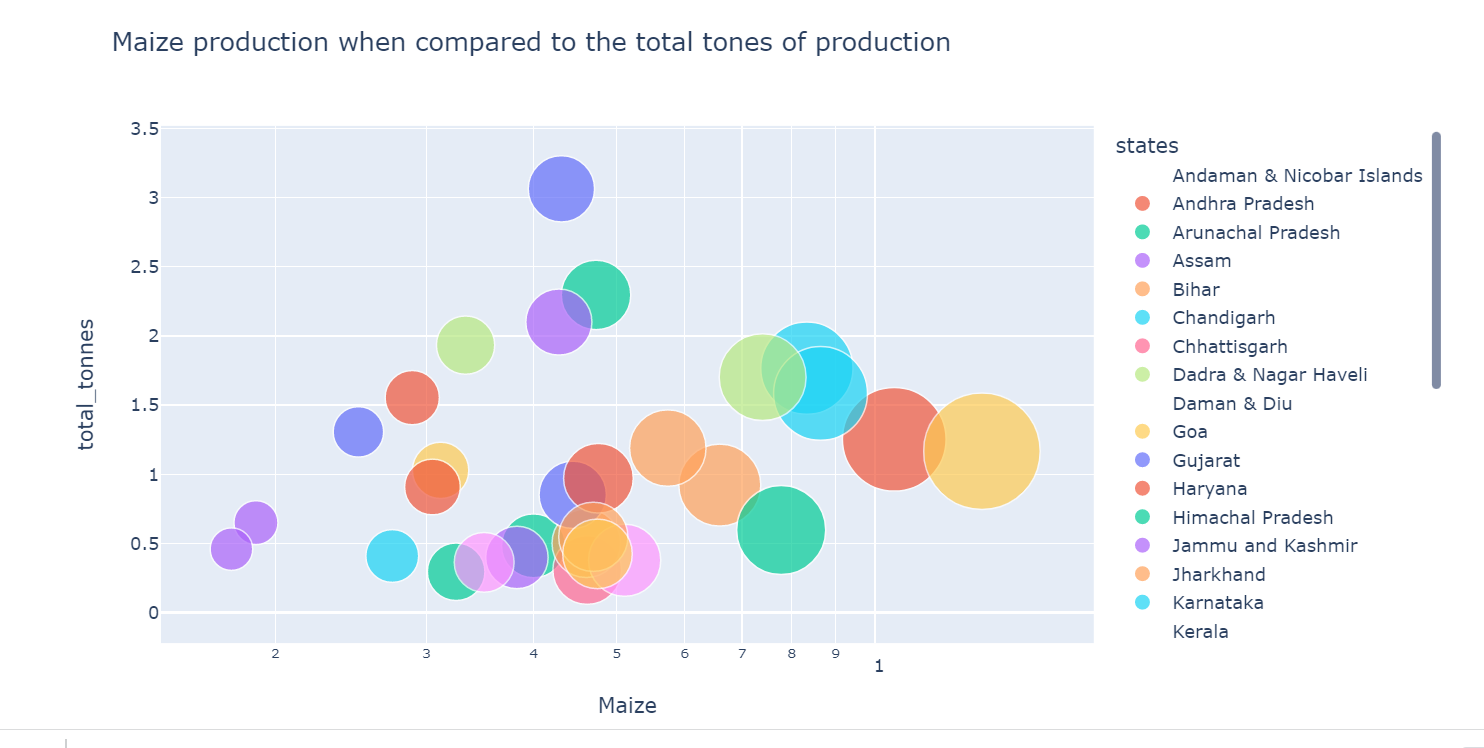 Maize production when compared to the total tones of production
3.5
3
2.5
2
1.5
1
0.5
0
total_tonnes
2 3 4 5 6 7 8 9 1
Maize
states
Andaman & Nicobar Islands
Andhra Pradesh
Arunachal Pradesh
Assam
Bihar
Chandigarh
Chhattisgarh
Dadra & Nagar Haveli
Daman & Diu
Goa
Gujarat
Haryana
Himachal Pradesh
Jammu and Kashmir
Jharkhand
Karnataka
Kerala